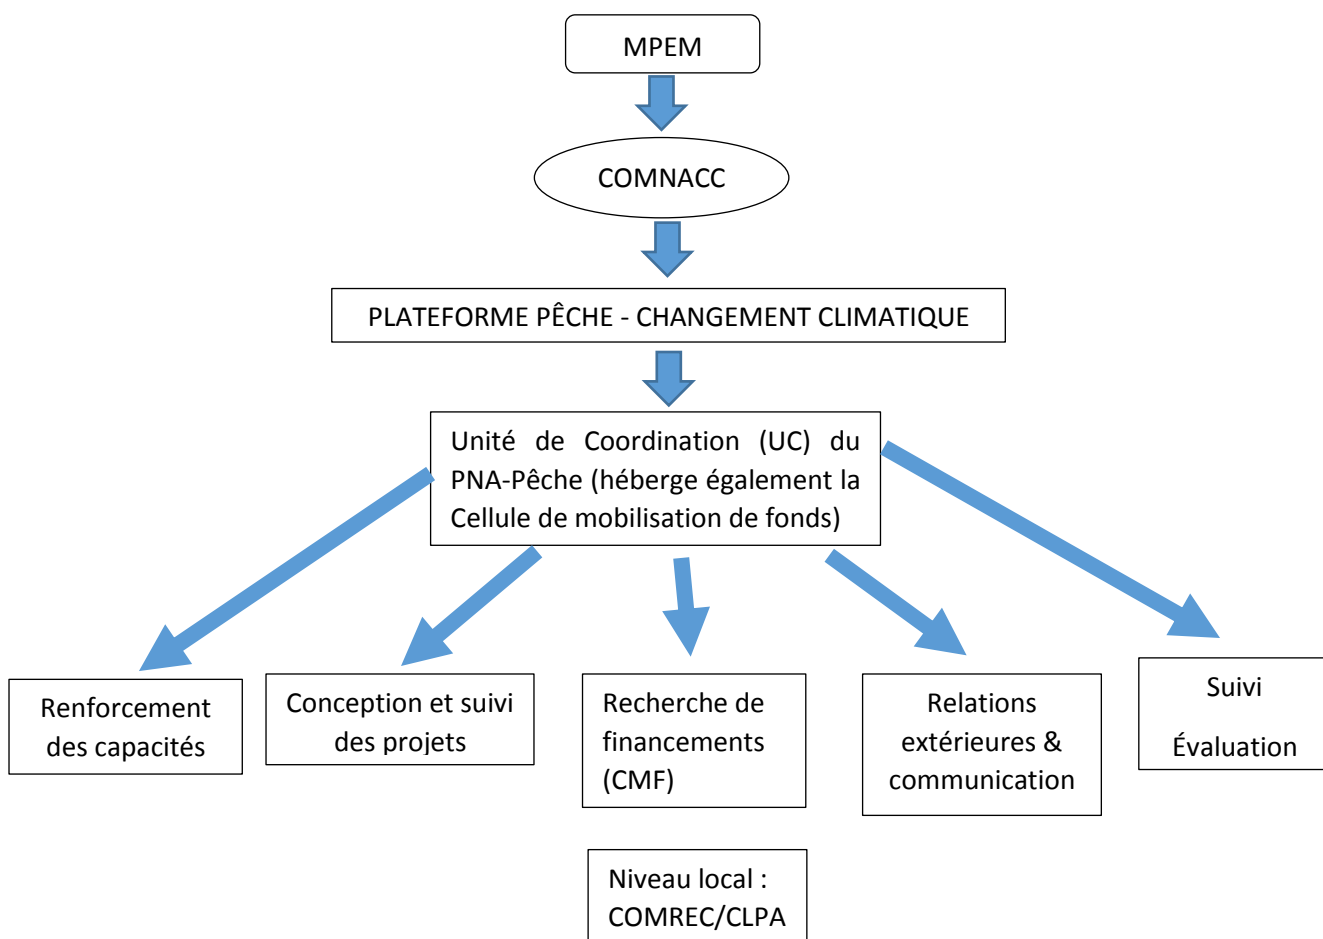 MPEM
COMNACC
PLATEFORME PÊCHE - CHANGEMENT CLIMATIQUE
Unité de Coordination (UC) du
PNA-Pêche (héberge également la
Cellule de mobilisation de fonds)
Renforcement
des capacités
Conception et suivi
des projets
Recherche de
financements
(CMF)
Relations
extérieures &
communication
Suivi
Évaluation
Niveau local :
COMREC/CLPA